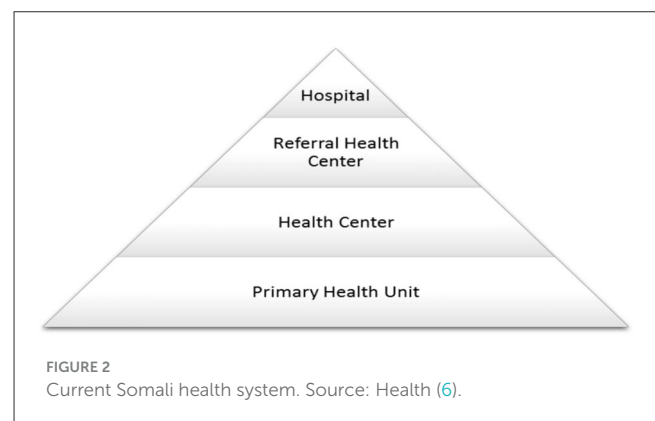 Hospital
Referral Health
Center
Health Center
Primary Health Unit
FIGURE 2
Current Somali health system. Source: Health (6).